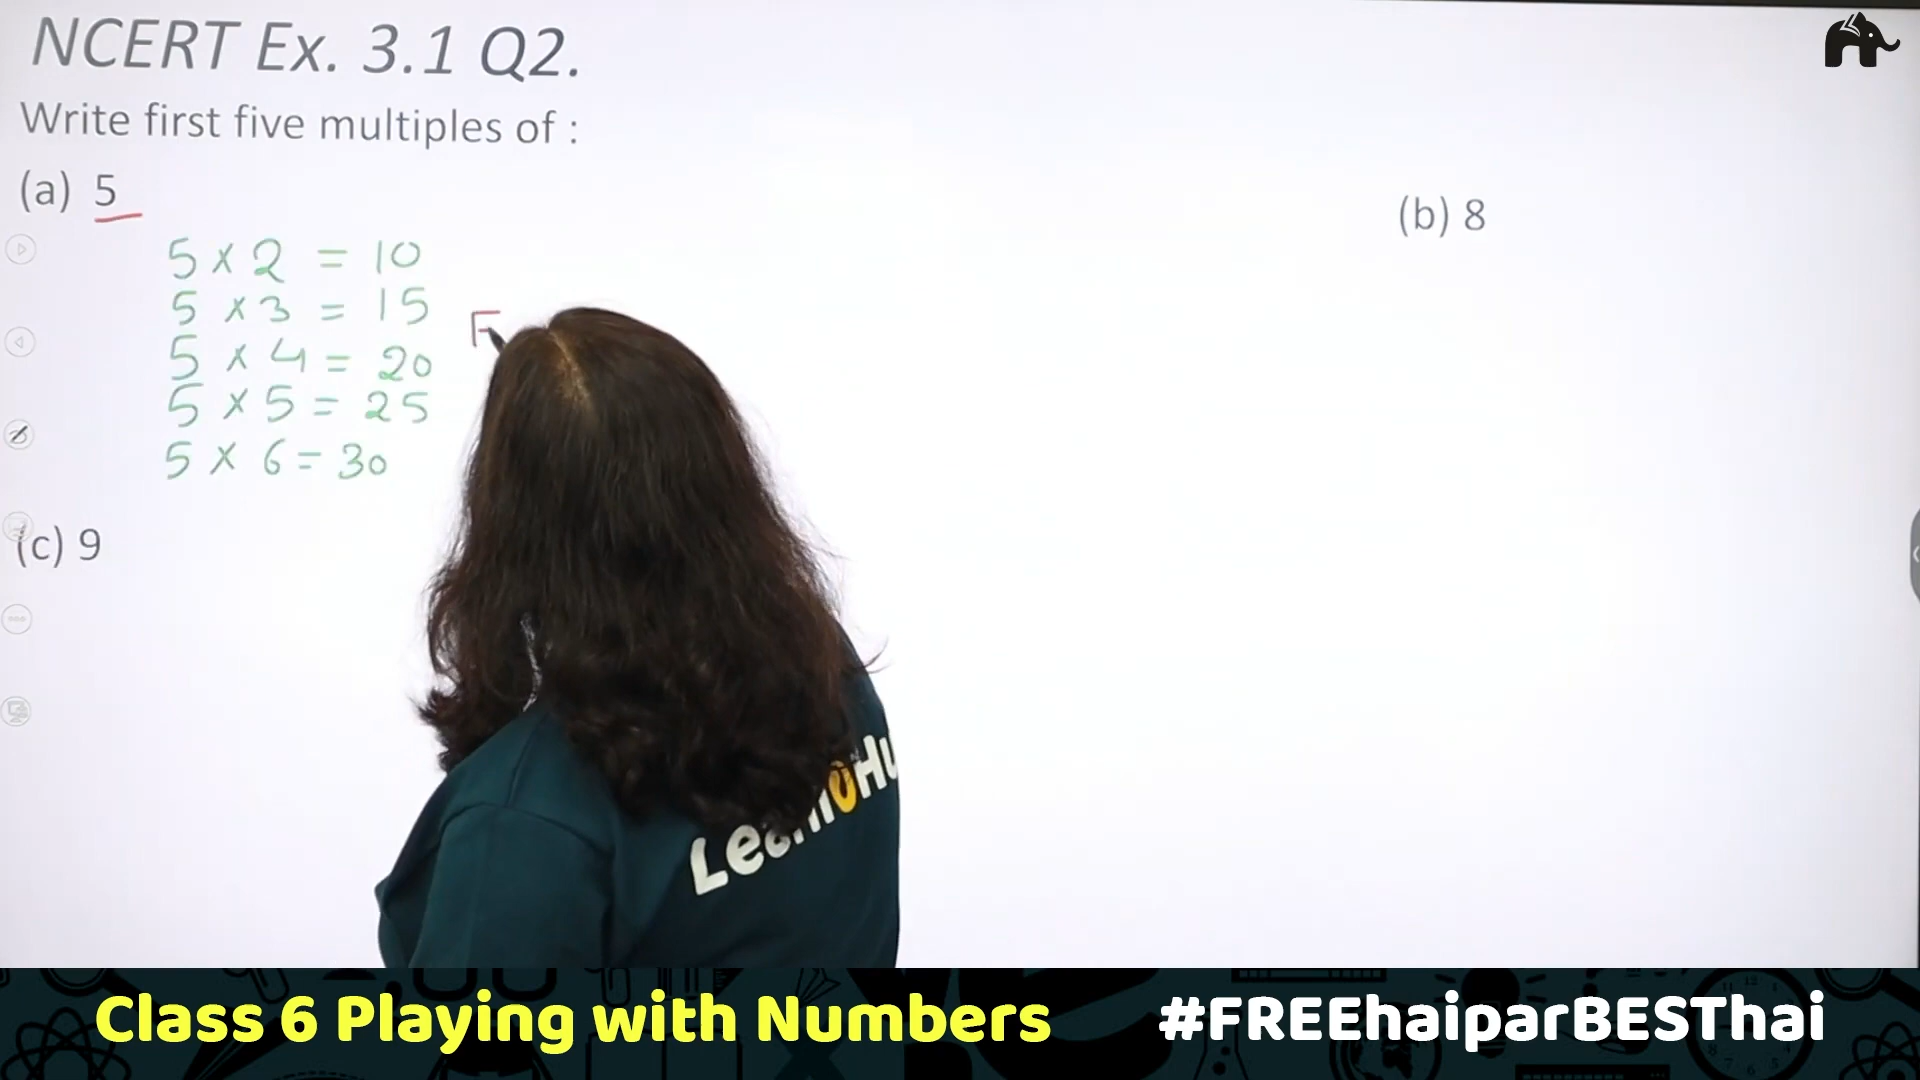 NCERT Ex. 3.1 Q2.
Write first five multiples of :
(a) 5
(b) 8
5 × 2 = 10
5 × 3 = 15
5 × 4 = 20
5 × 5 = 25
5 × 6 = 30
F
(c) 9
Class 6 Playing with Numbers
#FREEhaiparBESThai